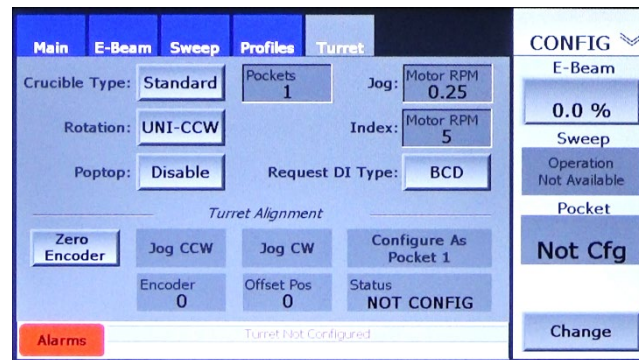 Main E-Beam Sweep Profiles Turret
CONFIG
Crucible Type: Standard
Pockets
1
Jog:
Motor RPM
0.25
Rotation: UNI-CCW
Index:
Motor RPM
5
Poptop: Disable
Request DI Type: BCD
Turret Alignment
Zero
Encoder
Jog CCW
Jog CW
Configure As
Pocket 1
Encoder
0
Offset Pos
0
Status
NOT CONFIG
Alarms
Turret Not Configured
E-Beam
0.0 %
Sweep
Operation
Not Available
Pocket
Not Cfg
Change